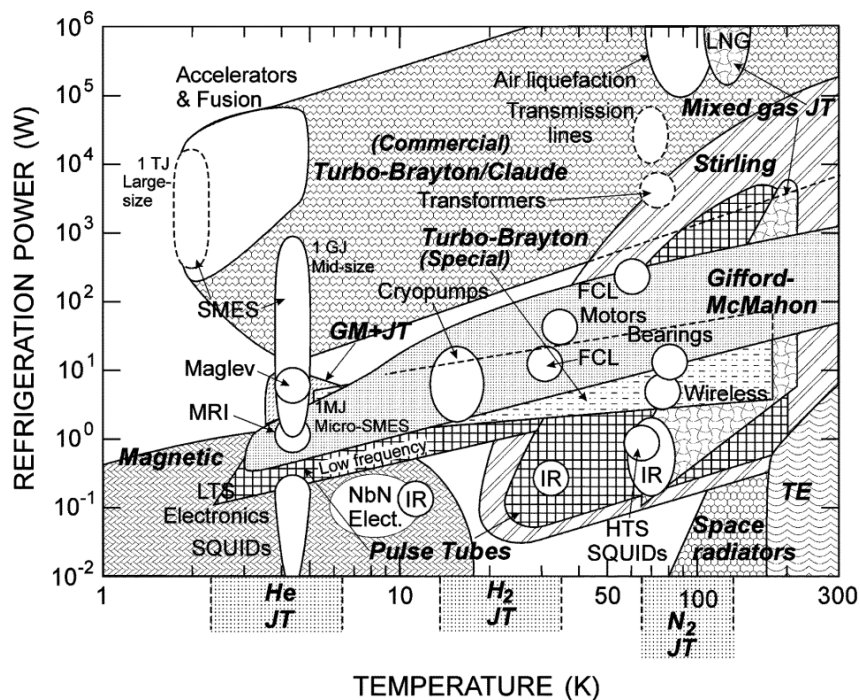 REFRIGERATION POWER (W)
10^6
10^5
10^4
10^3
10^2
10^1
10^0
10^-1
10^-2
Accelerators
& Fusion
1 TJ
Large-
size
(Commercial)
Turbo-Brayton/Claude
Air liquefaction
LNG
Transmission
lines
Mixed gas JT
Stirling
Transformers
1 GJ
Mid-size
Turbo-Brayton
(Special)
SMES
Cryopumps
FCL
Motors
Gifford-
McMahon
GM+JT
Bearings
Maglev
FCL
Wireless
MRI
1MJ
Micro-SMES
Magnetic
Low frequency
LTS
Electronics
NbN
Elect.
IR
IR
IR
TE
SQUIDs
Pulse Tubes
HTS
SQUIDs
Space
radiators
1
10
50
100
300
He
JT
H2
JT
N2
JT
TEMPERATURE (K)